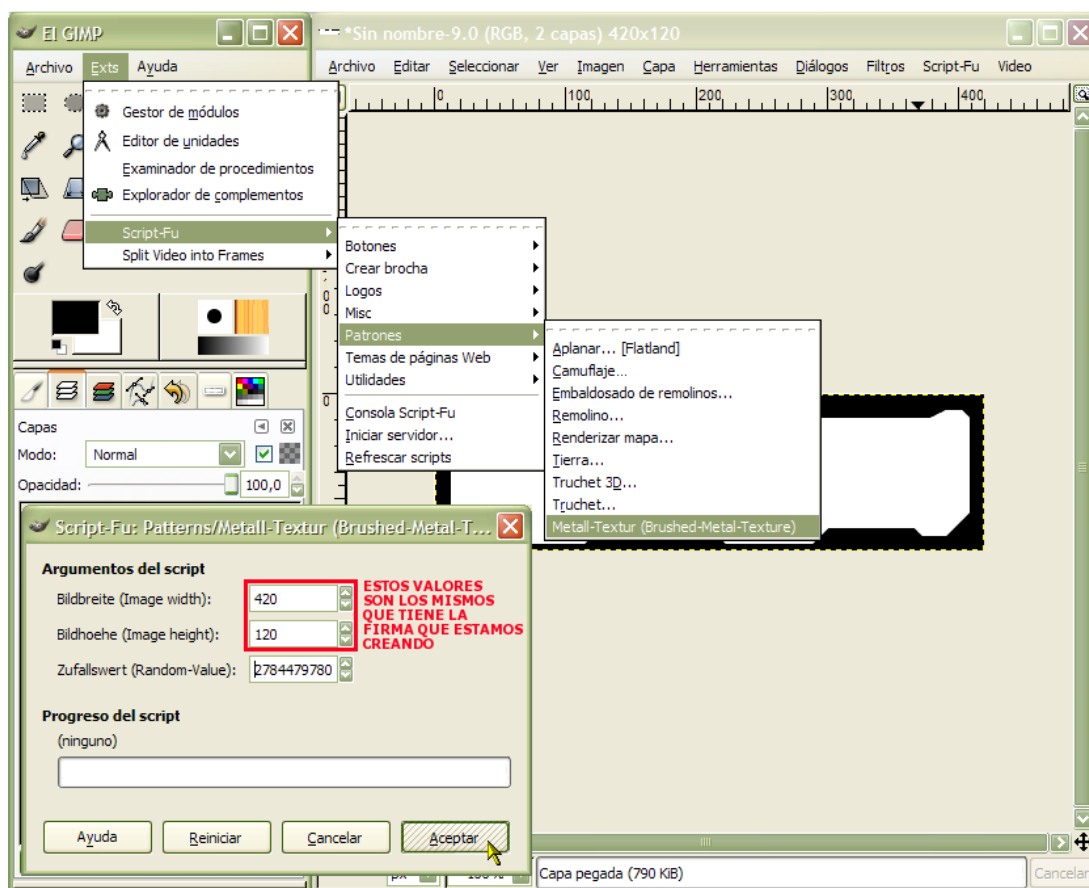 El GIMP
*Sin nombre-9.0 (RGB, 2 capas) 420x120
Archivo Exts Ayuda
Archivo Editar Seleccionar Ver Imagen Capa Herramientas Diálogos Filtros Script-Fu Video
0 100 200 300 400
Gestor de módulos
Editor de unidades
Examinador de procedimientos
Explorador de complementos
Script-Fu
Split Video into Frames
Botones
Crear brocha
Logos
Misc
Patrones
Temas de páginas Web
Utilidades
Consola Script-Fu
Iniciar servidor...
Refrescar scripts
Aplanar... [Flatland]
Camuflaje...
Embaldosado de remolinos...
Remolino...
Renderizar mapa...
Tierra...
Truchet 3D...
Truchet...
Metall-Textur (Brushed-Metal-Texture)
Capas
Modo: Normal
Opacidad: 100,0
Script-Fu: Patterns/Metall-Textur (Brushed-Metal-T...
Argumentos del script
Bildbreite (Image width): 420
Bildhoehe (Image height): 120
Zufallswert (Random-Value): 2784479780
ESTOS VALORES
SON LOS MISMOS
QUE TIENE LA
FIRMA QUE ESTAMOS
CREANDO
Progreso del script
(ninguno)
Ayuda Reiniciar Cancelar Aceptar
Capa pegada (790 KiB) Cancelar